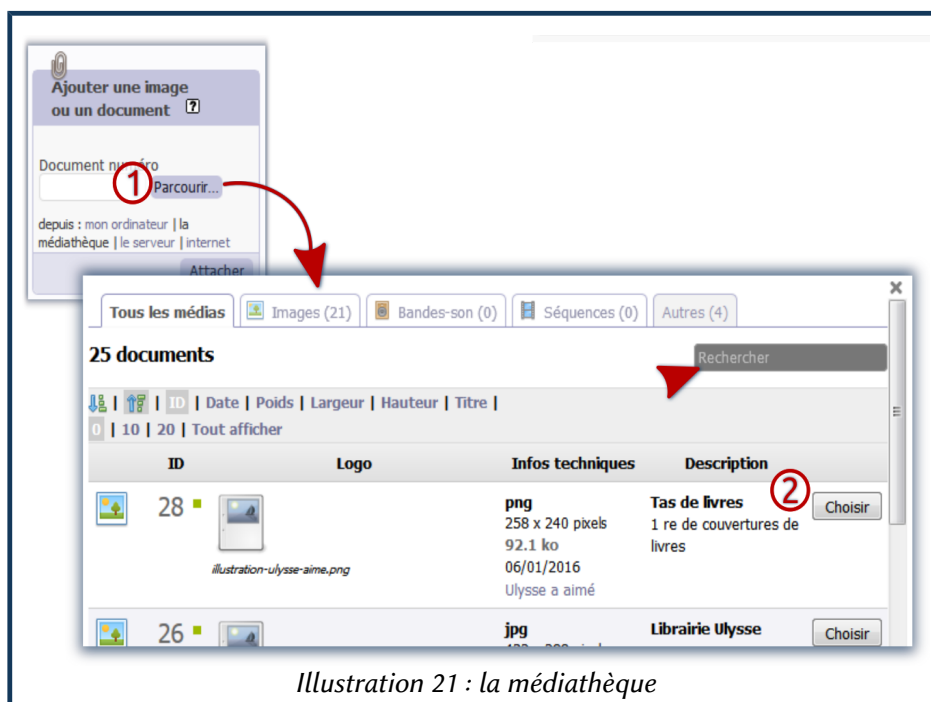 Ajouter une image
ou un document ?
Document numéro
① Parcourir...
depuis : mon ordinateur | la
médiathèque | le serveur | internet
Attacher
Tous les médias Images (21) Bandes-son (0) Séquences (0) Autres (4)
25 documents
Rechercher
| | ID | Date | Poids | Largeur | Hauteur | Titre |
0 | 10 | 20 | Tout afficher
ID Logo Infos techniques Description
28 png Tas de livres ② Choisir
258 x 240 pixels 1 re de couvertures de
92.1 ko livres
illustration-ulysse-aime.png 06/01/2016
Ulysse a aimé
26 jpg Librairie Ulysse Choisir
Illustration 21 : la médiathèque